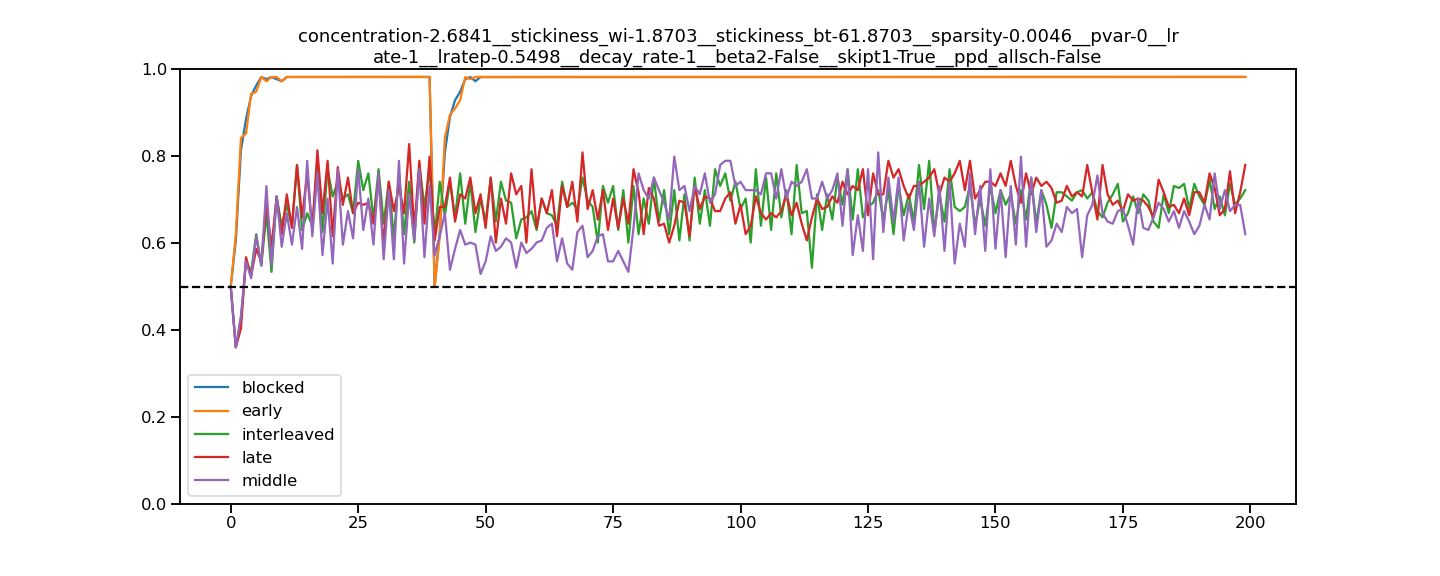 concentration-2.6841__stickiness_wi-1.8703__stickiness_bt-61.8703__sparsity-0.0046__pvar-0__lr
ate-1__lratep-0.5498__decay_rate-1__beta2-False__skipt1-True__ppd_allsch-False
1.0
0.8
0.6
0.4
0.2
0.0
blocked
early
interleaved
late
middle
0 25 50 75 100 125 150 175 200